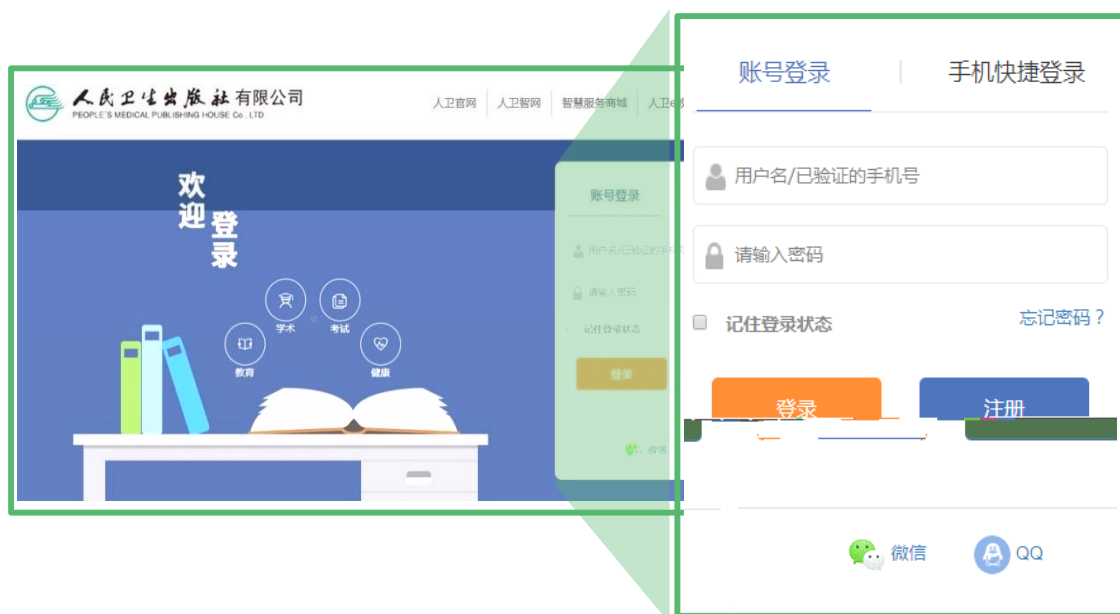 人民卫生出版社有限公司
PEOPLE'S MEDICAL PUBLISHING HOUSE Co., LTD
人卫官网
人卫智网
智慧服务商城
人卫e
欢迎
登录
学术
考试
教育
健康
账号登录
用户名/已验证的手机
请输入密码
记住登录状态
登录
微信
账号登录
手机快捷登录
用户名/已验证的手机号
请输入密码
记住登录状态
忘记密码？
登录
注册
微信
QQ